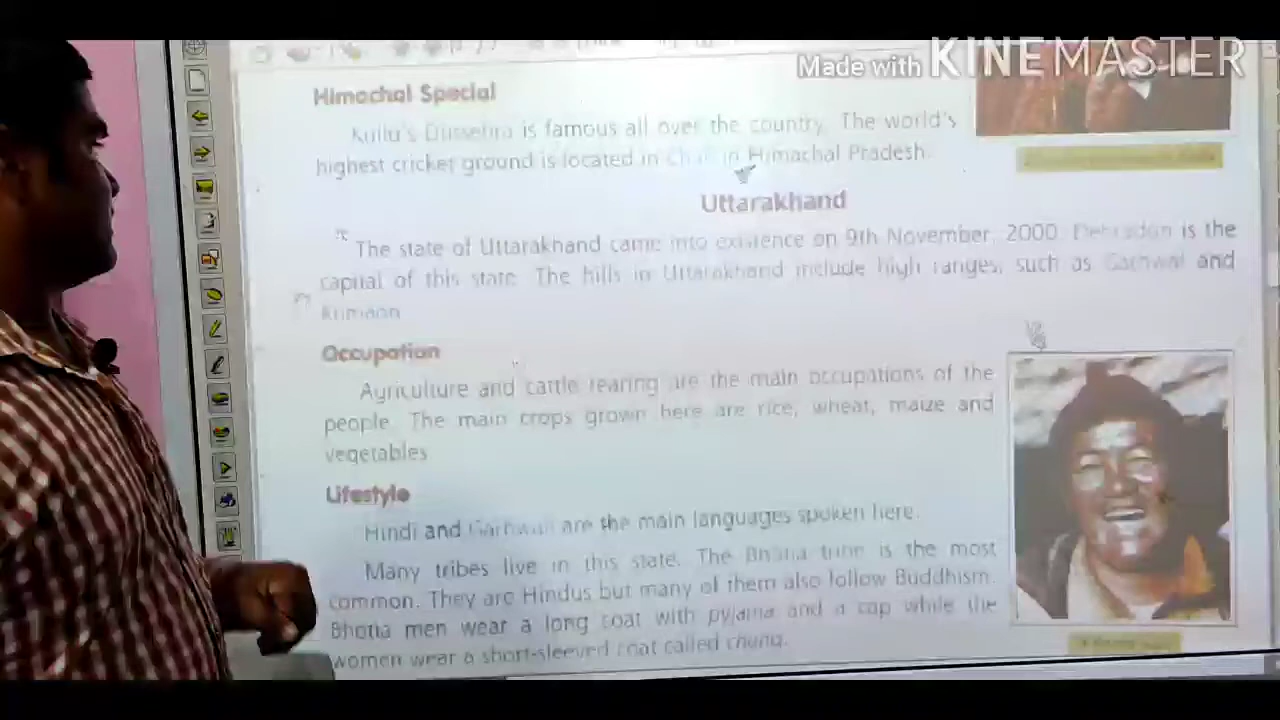 Made with KINEMASTER
Himachal Special
Kullu's Dussehra is famous all over the country. The world's
highest cricket ground is located in Chail in Himachal Pradesh.
Uttarakhand
The state of Uttarakhand came into existence on 9th November, 2000. Dehradun is the
capital of this state. The hills in Uttarakhand include high ranges, such as Garhwal and
Kumaon.
Occupation
Agriculture and cattle rearing are the main occupations of the
people. The main crops grown here are rice, wheat, maize and
vegetables.
Lifestyle
Hindi and Garhwali are the main languages spoken here.
Many tribes live in this state. The Bhotia tribe is the most
common. They are Hindus but many of them also follow Buddhism.
Bhotia men wear a long coat with pyjama and a cap while the
women wear a short-sleeved coat called